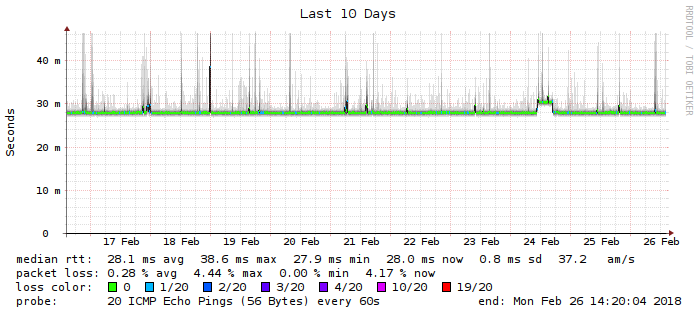 Last 10 Days
RRDTOOL / TOBI OETIKER
Seconds
40 m
30 m
20 m
10 m
0
17 Feb 18 Feb 19 Feb 20 Feb 21 Feb 22 Feb 23 Feb 24 Feb 25 Feb 26 Feb
median rtt: 28.1 ms avg 38.6 ms max 27.9 ms min 28.0 ms now 0.8 ms sd 37.2 am/s
packet loss: 0.28 % avg 4.44 % max 0.00 % min 4.17 % now
loss color: 0 1/20 2/20 3/20 4/20 10/20 19/20
probe: 20 ICMP Echo Pings (56 Bytes) every 60s end: Mon Feb 26 14:20:04 2018